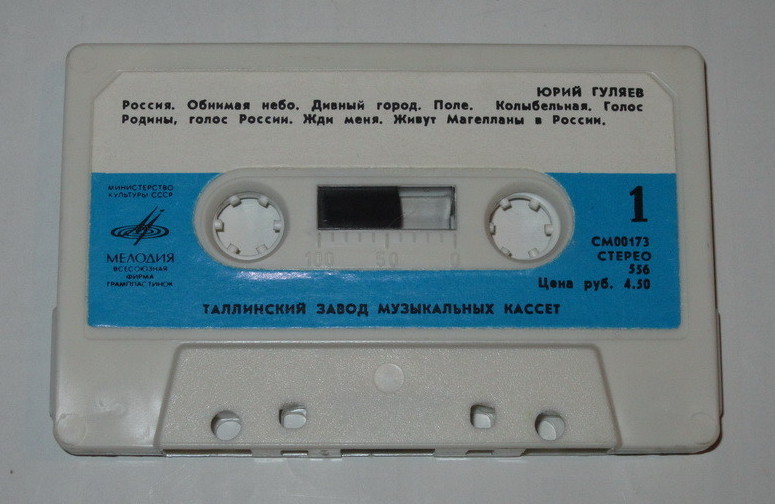 ЮРИЙ ГУЛЯЕВ
Россия. Обнимая небо. Дивный город. Поле. Колыбельная. Голос
Родины, голос России. Жди меня. Живут Магелланы в России.
МИНИСТЕРСТВО
КУЛЬТУРЫ СССР
МЕЛОДИЯ
ВСЕСОЮЗНАЯ
ФИРМА
ГРАМПЛАСТИНОК
100 50 0
1
СМ00173
СТЕРЕО
556
Цена руб. 4.50
ТАЛЛИНСКИЙ ЗАВОД МУЗЫКАЛЬНЫХ КАССЕТ